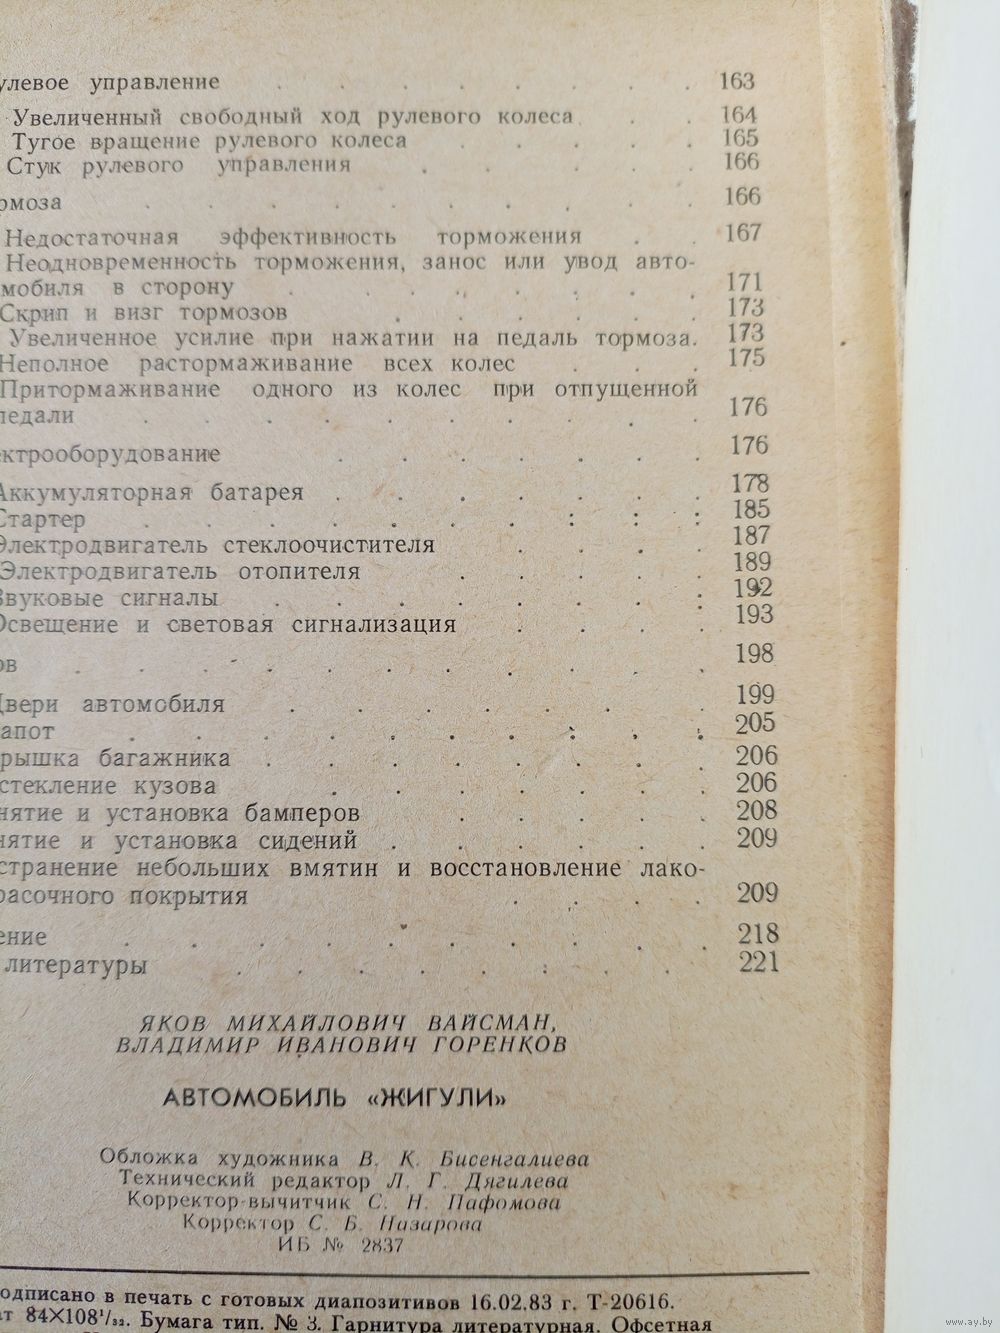 улевое управление . . . . . . . 163
Увеличенный свободный ход рулевого колеса . . . 164
Тугое вращение рулевого колеса . . . . . 165
Стук рулевого управления . . . . . 166
рмоза . . . . . . . . . . 166
Недостаточная эффективность торможения . . 167
Неодновременность торможения, занос или увод авто-
мобиля в сторону . . . . . . . 171
Скрип и визг тормозов . . . . . . 173
Увеличенное усилие при нажатии на педаль тормоза. 173
Неполное растормаживание всех колес . . . 175
Притормаживание одного из колес при отпущенной
педали . . . . . . . . . . 176
ктрооборудование . . . . . . . 176
Аккумуляторная батарея . . . . . . . 178
Стартер . . . . . . . . . . 185
Электродвигатель стеклоочистителя . . . . 187
Электродвигатель отопителя . . . . . 189
Звуковые сигналы . . . . . . . . 192
Освещение и световая сигнализация . . . . 193
ов . . . . . . . . . . . 198
Двери автомобиля . . . . . . . 199
апот . . . . . . . . . . 205
рышка багажника . . . . . . . . 206
стекление кузова . . . . . . . 206
нятие и установка бамперов . . . . . 208
нятие и установка сидений . . . . . . 209
странение небольших вмятин и восстановление лако-
расочного покрытия . . . . 209
ение . . . . . . . . . . 218
литературы . . . . . . . . 221
ЯКОВ МИХАЙЛОВИЧ ВАЙСМАН,
ВЛАДИМИР ИВАНОВИЧ ГОРЕНКОВ
АВТОМОБИЛЬ «ЖИГУЛИ»
Обложка художника В. К. Бисенгалиева
Технический редактор Л. Г. Дягилева
Корректор-вычитчик С. Н. Пафомова
Корректор С. Б. Назарова
ИБ № 2837
одписано в печать с готовых диапозитивов 16.02.83 г. Т-20616.
ат 84×108¹/₃₂. Бумага тип. № 3. Гарнитура литературная. Офсетная
www.ay.by